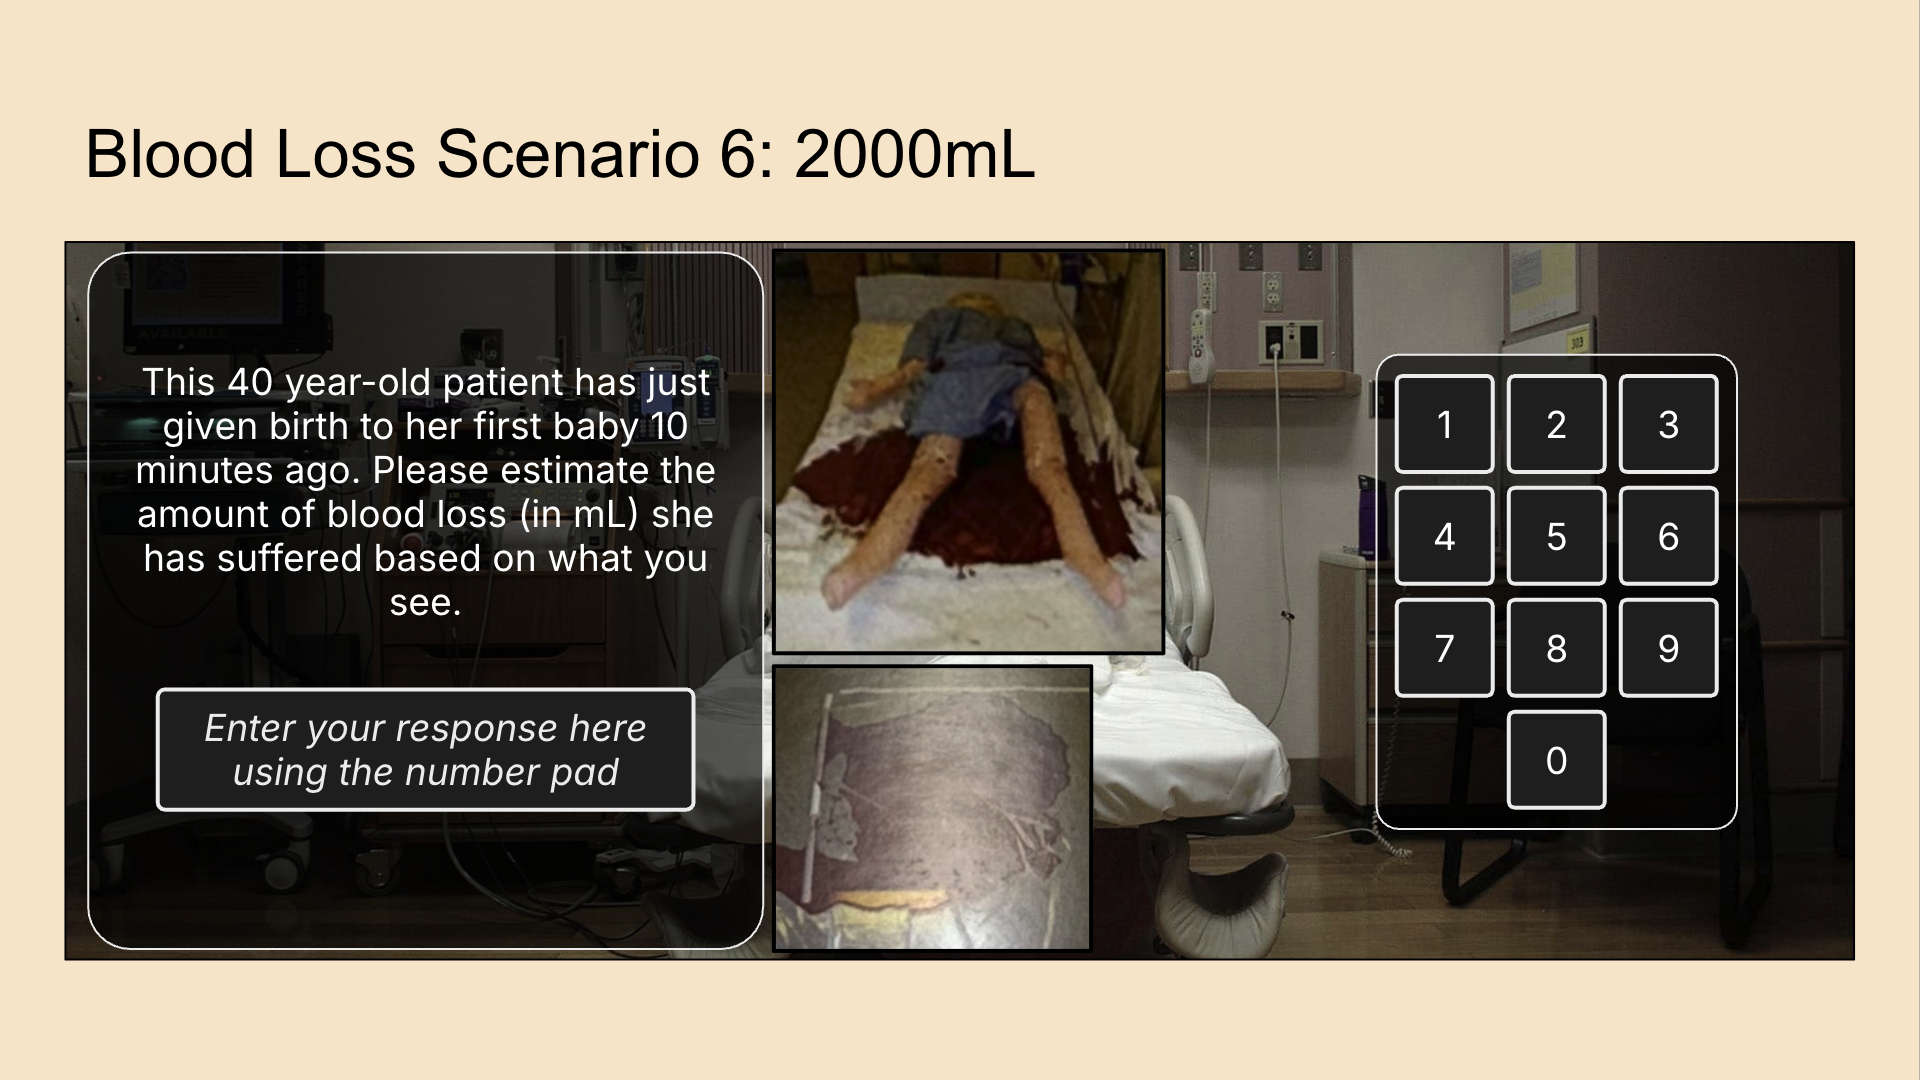 Blood Loss Scenario 6: 2000mL
AVAILABLE
This 40 year-old patient has just
given birth to her first baby 10
minutes ago. Please estimate the
amount of blood loss (in mL) she
has suffered based on what you
see.
Enter your response here
using the number pad
303
1 2 3
4 5 6
7 8 9
0